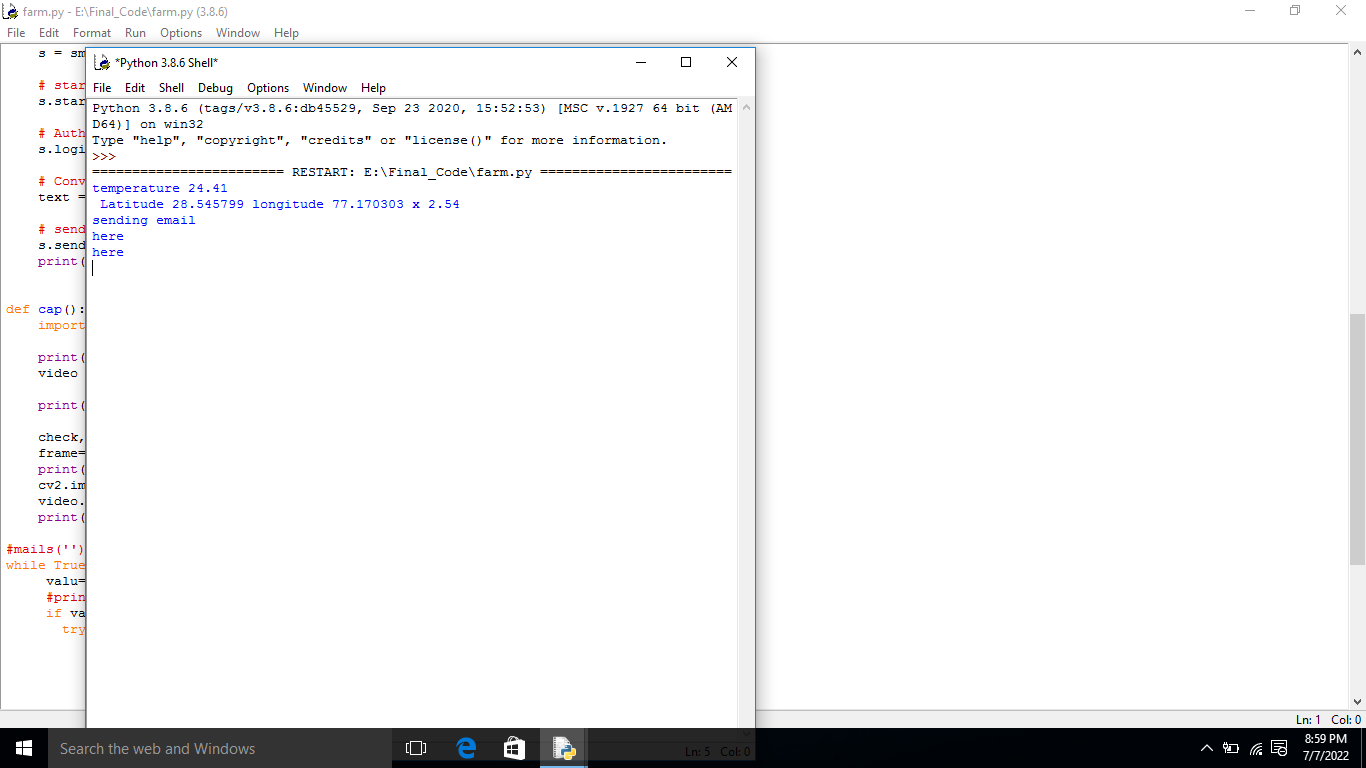 farm.py - E:\Final_Code\farm.py (3.8.6)
File Edit Format Run Options Window Help
s = sm
# star
s.star
# Auth
s.logi
# Conv
text =
# send
s.send
print(
def cap():
import
print(
video
print(
check,
frame=
print(
cv2.im
video.
print(
#mails('')
while True
valu=
#prin
if va
try
*Python 3.8.6 Shell*
File Edit Shell Debug Options Window Help
Python 3.8.6 (tags/v3.8.6:db45529, Sep 23 2020, 15:52:53) [MSC v.1927 64 bit (AM
D64)] on win32
Type "help", "copyright", "credits" or "license()" for more information.
>>>
======================== RESTART: E:\Final_Code\farm.py ========================
temperature 24.41
Latitude 28.545799 longitude 77.170303 x 2.54
sending email
here
here
Ln: 1 Col: 0
Ln: 5 Col: 0
Search the web and Windows
8:59 PM
7/7/2022